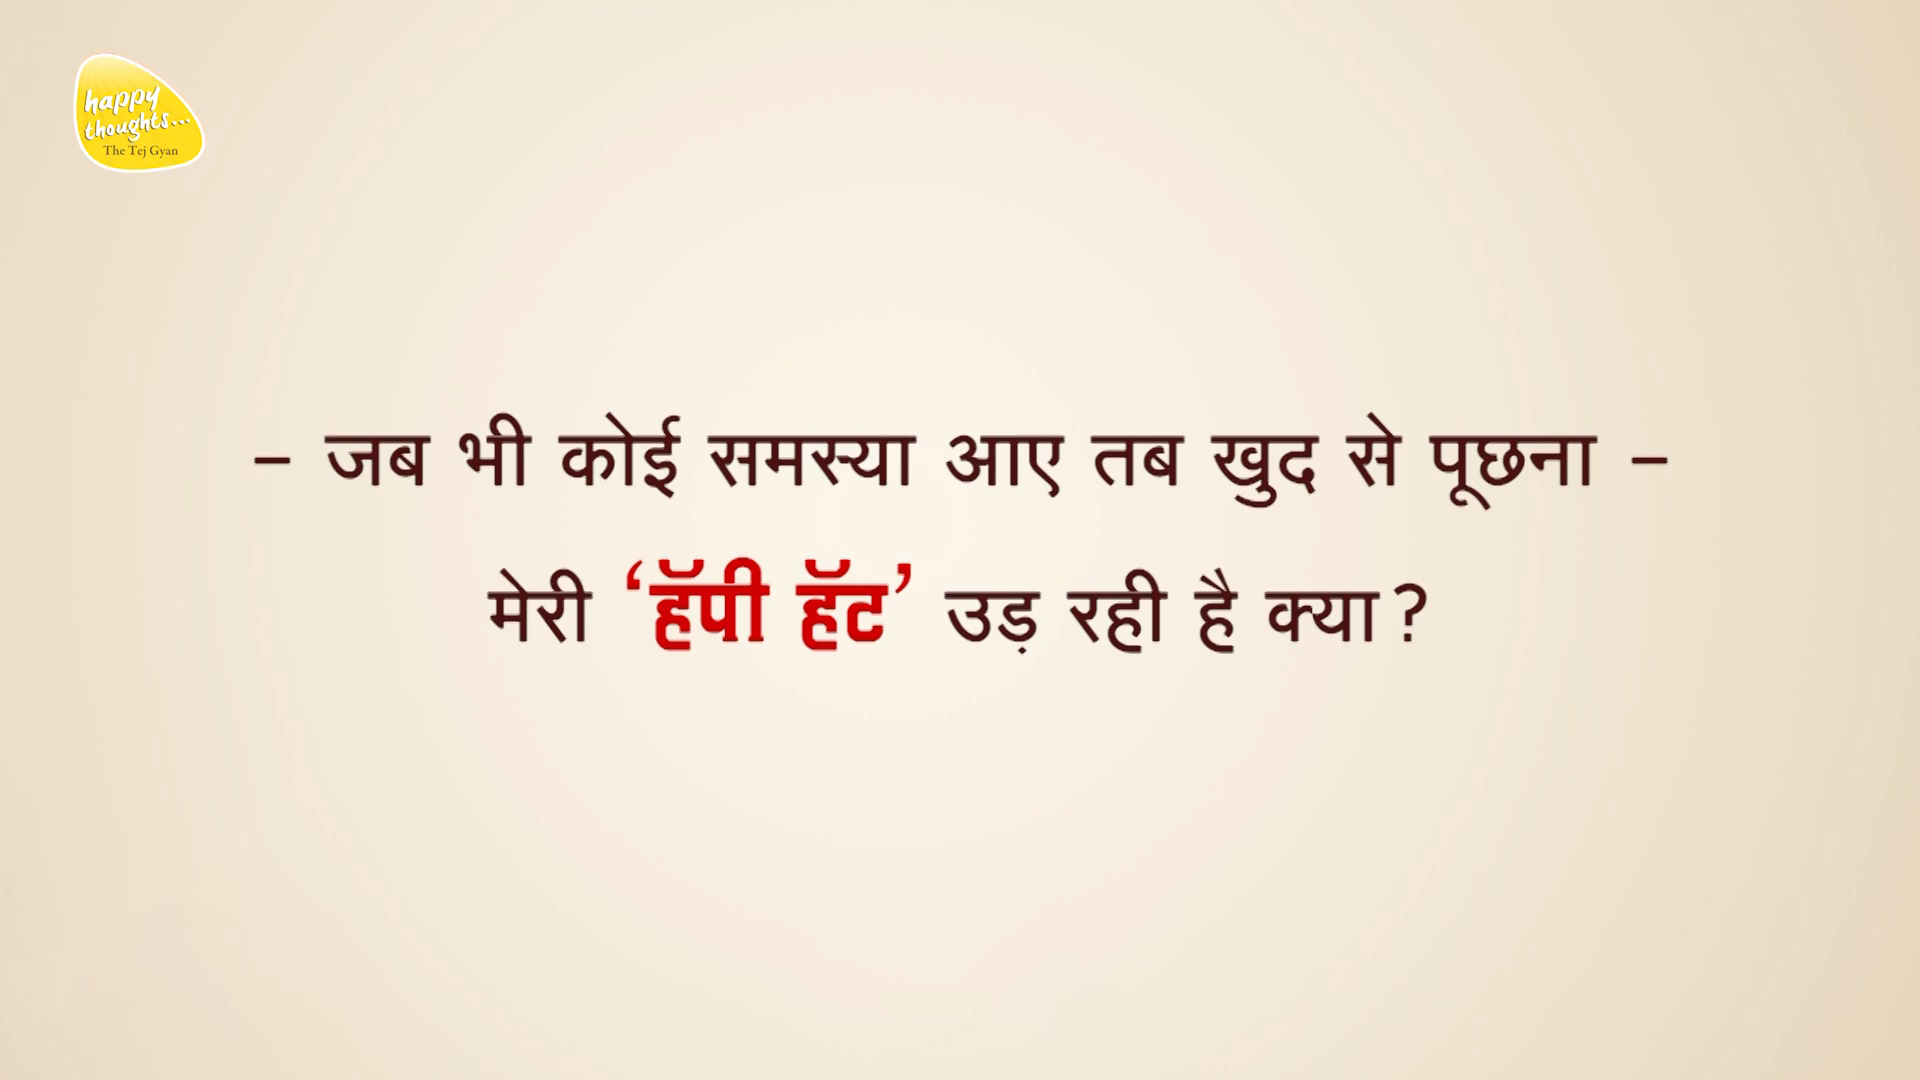 happy
thoughts...
The Tej Gyan
– जब भी कोई समस्या आए तब खुद से पूछना –
मेरी ‘हॅपी हॅट’ उड़ रही है क्या?